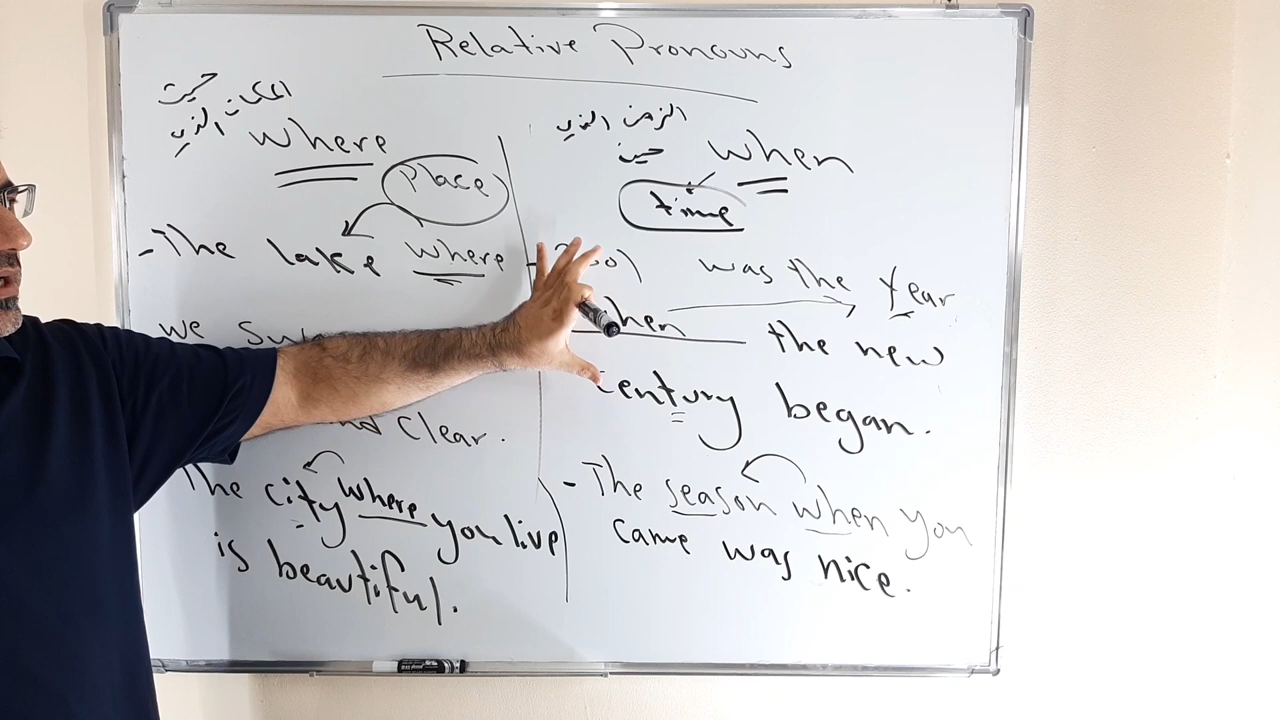 Relative Pronouns
حيث
المكان الذي
where
place
- The lake where
we
and clear.
The city where you live
is beautiful.
الزمن الذي
حين
when
time
was the year
when the new
Century began.
- The season when you
came was nice.